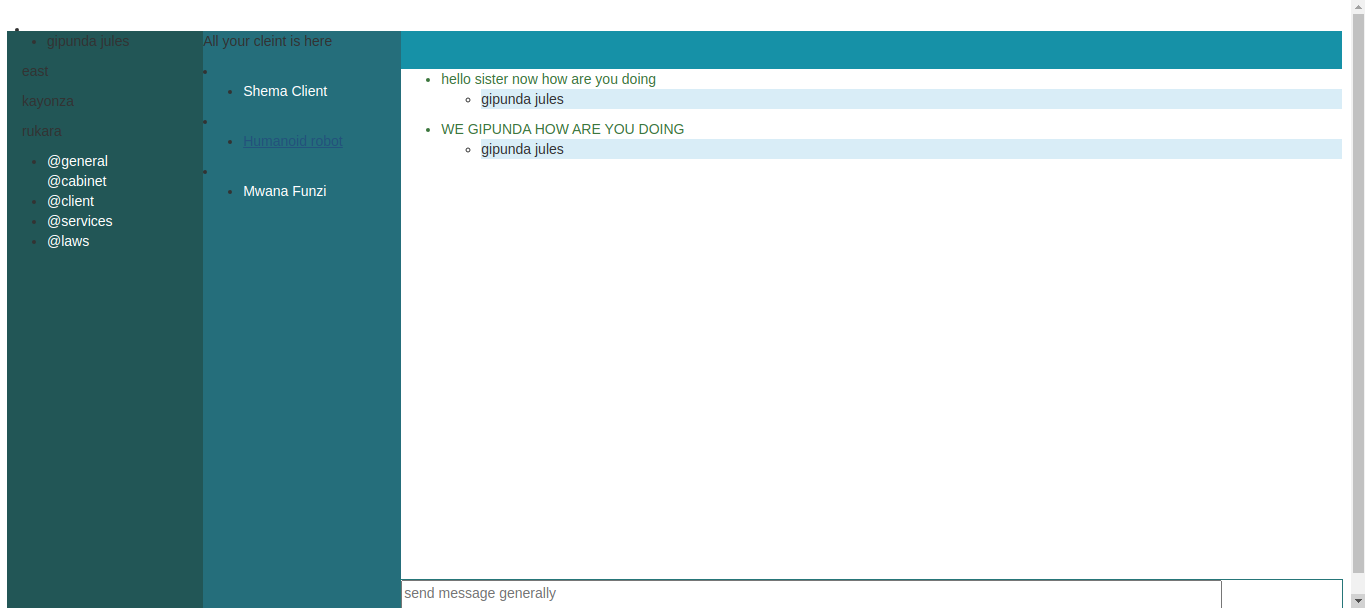 gipunda jules
east
kayonza
rukara
@general
@cabinet
@client
@services
@laws
All your cleint is here
Shema Client
Humanoid robot
Mwana Funzi
hello sister now how are you doing
gipunda jules
WE GIPUNDA HOW ARE YOU DOING
gipunda jules
send message generally